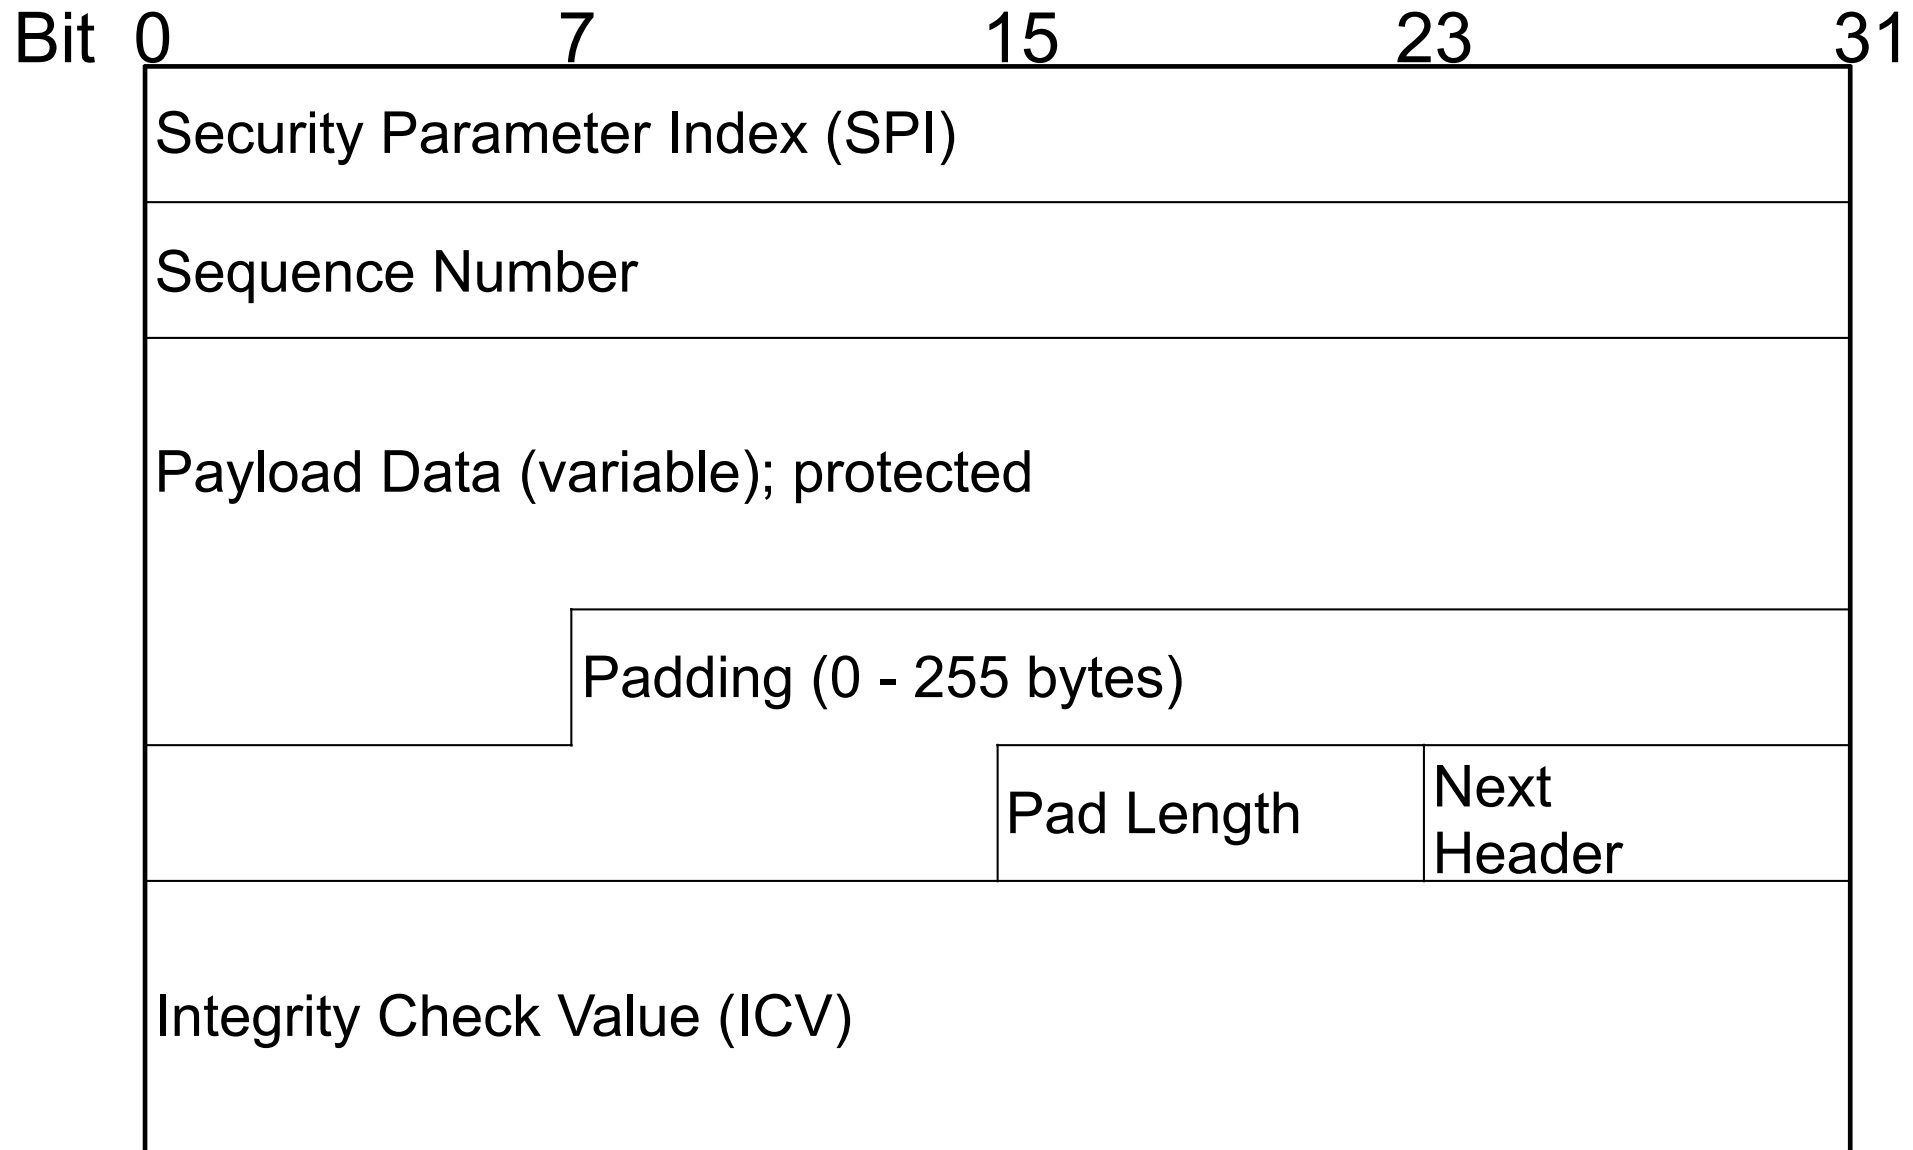 Bit 0 7 15 23 31
Security Parameter Index (SPI)
Sequence Number
Payload Data (variable); protected
Padding (0 - 255 bytes)
Pad Length
Next
Header
Integrity Check Value (ICV)